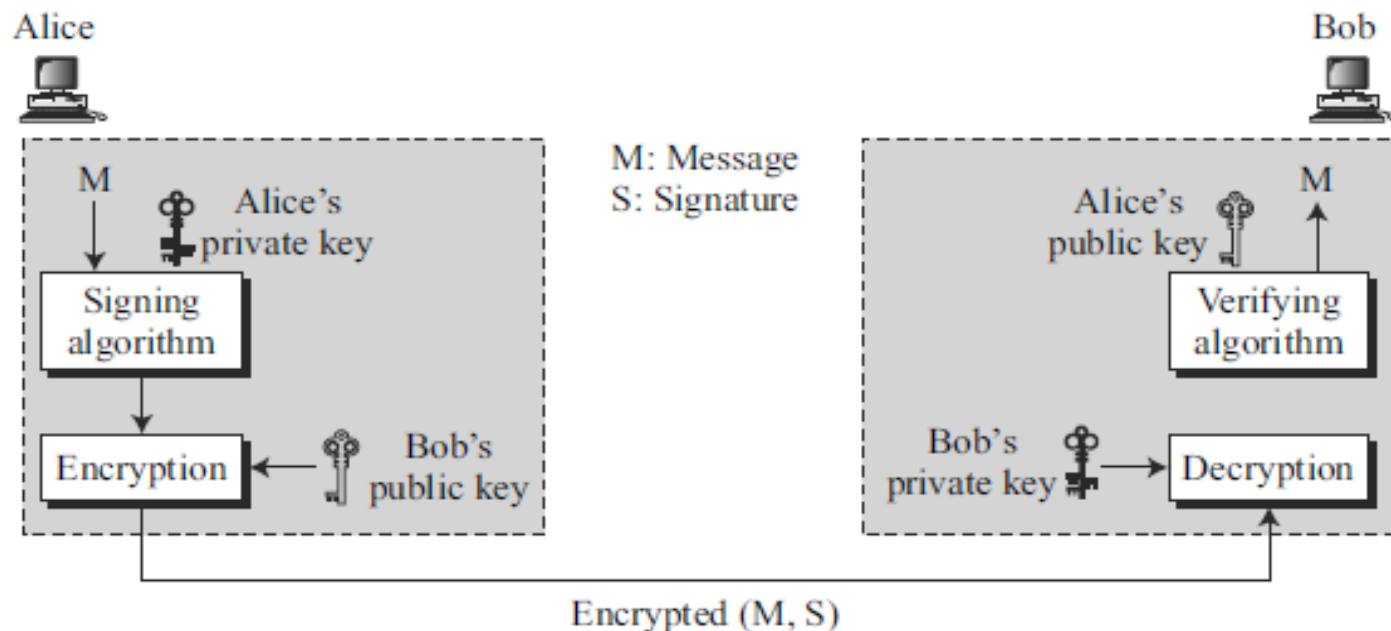 Alice
Bob
M
Alice's
private key
Signing
algorithm
Encryption
Bob's
public key
M: Message
S: Signature
Alice's
public key
M
Verifying
algorithm
Bob's
private key
Decryption
Encrypted (M, S)